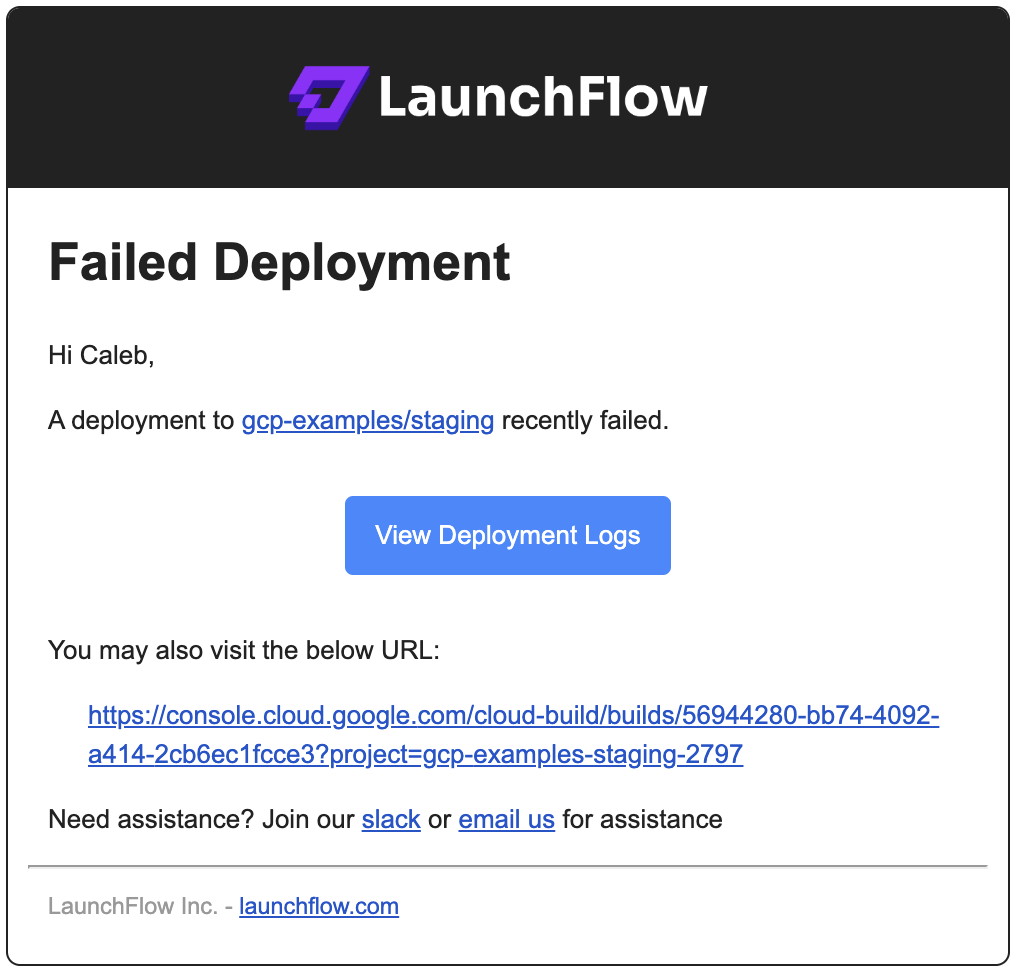 LaunchFlow
Failed Deployment
Hi Caleb,
A deployment to gcp-examples/staging recently failed.
View Deployment Logs
You may also visit the below URL:
https://console.cloud.google.com/cloud-build/builds/56944280-bb74-4092-
a414-2cb6ec1fcce3?project=gcp-examples-staging-2797
Need assistance? Join our slack or email us for assistance
LaunchFlow Inc. - launchflow.com